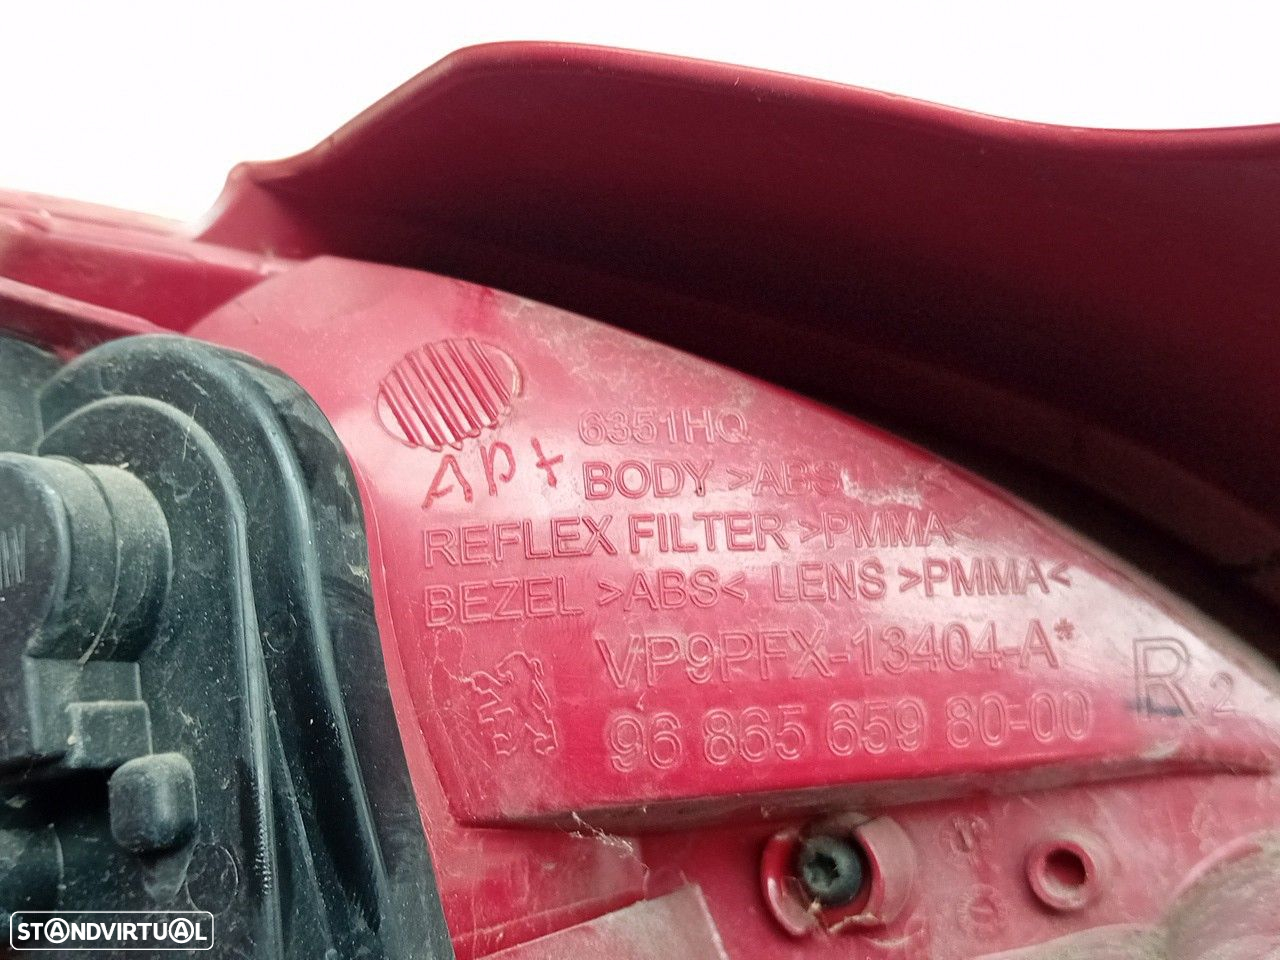 6351HQ
APT
BODY >ABS<
REFLEX FILTER >PMMA<
BEZEL >ABS< LENS >PMMA<
VP9PFX-13404-A*
96 865 659 80-00
R 2
STANDVIRTUAL